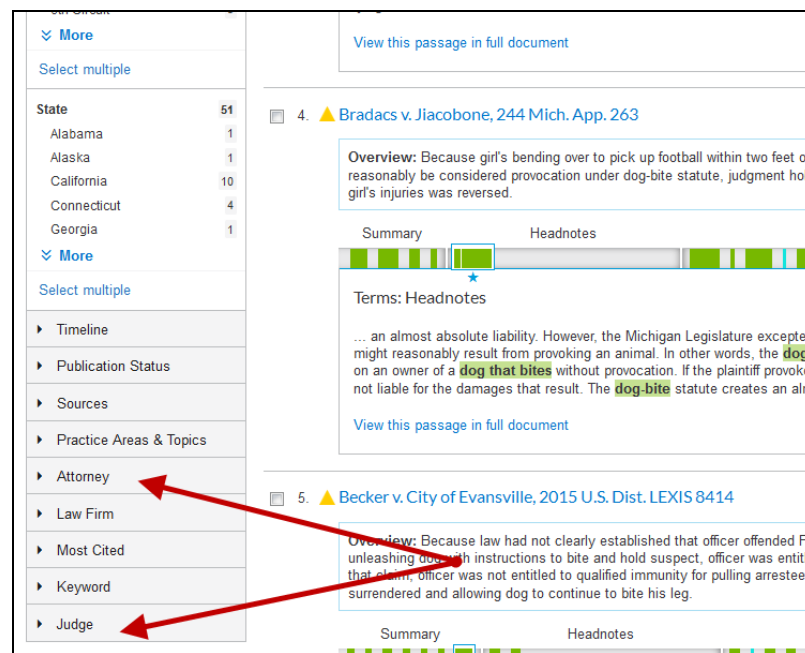 More
Select multiple
State 51
Alabama 1
Alaska 1
California 10
Connecticut 4
Georgia 1
More
Select multiple
Timeline
Publication Status
Sources
Practice Areas & Topics
Attorney
Law Firm
Most Cited
Keyword
Judge
View this passage in full document
4. Bradacs v. Jiacobone, 244 Mich. App. 263
Overview: Because girl's bending over to pick up football within two feet
reasonably be considered provocation under dog-bite statute, judgment
girl's injuries was reversed.
Summary Headnotes
Terms: Headnotes
... an almost absolute liability. However, the Michigan Legislature
might reasonably result from provoking an animal. In other words, the dog
on an owner of a dog that bites without provocation. If the plaintiff
not liable for the damages that result. The dog-bite statute creates an
View this passage in full document
5. Becker v. City of Evansville, 2015 U.S. Dist. LEXIS 8414
Overview: Because law had not clearly established that officer offended
unleashing dog with instructions to bite and hold suspect, officer was
that claim, officer was not entitled to qualified immunity for pulling
surrendered and allowing dog to continue to bite his leg.
Summary Headnotes